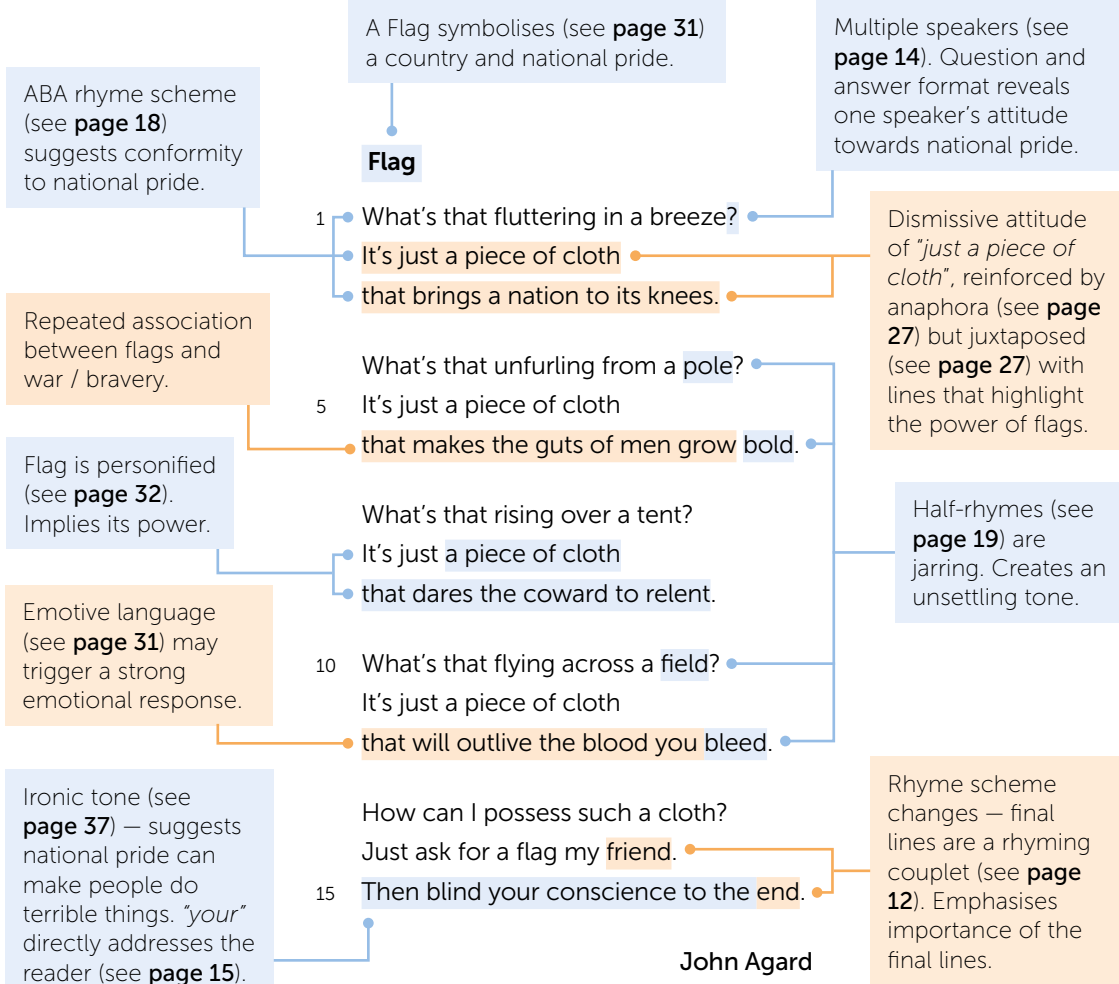 A Flag symbolises (see page 31)
a country and national pride.
Multiple speakers (see
page 14). Question and
answer format reveals
one speaker’s attitude
towards national pride.
ABA rhyme scheme
(see page 18)
suggests conformity
to national pride.
Flag
1 What’s that fluttering in a breeze?
It’s just a piece of cloth
that brings a nation to its knees.
Dismissive attitude
of “just a piece of
cloth”, reinforced by
anaphora (see page
27) but juxtaposed
(see page 27) with
lines that highlight
the power of flags.
Repeated association
between flags and
war / bravery.
What’s that unfurling from a pole?
5 It’s just a piece of cloth
that makes the guts of men grow bold.
Flag is personified
(see page 32).
Implies its power.
What’s that rising over a tent?
It’s just a piece of cloth
that dares the coward to relent.
Half-rhymes (see
page 19) are
jarring. Creates an
unsettling tone.
Emotive language
(see page 31) may
trigger a strong
emotional response.
10 What’s that flying across a field?
It’s just a piece of cloth
that will outlive the blood you bleed.
Ironic tone (see
page 37) — suggests
national pride can
make people do
terrible things. “your”
directly addresses the
reader (see page 15).
How can I possess such a cloth?
Just ask for a flag my friend.
15 Then blind your conscience to the end.
John Agard
Rhyme scheme
changes — final
lines are a rhyming
couplet (see page
12). Emphasises
importance of the
final lines.